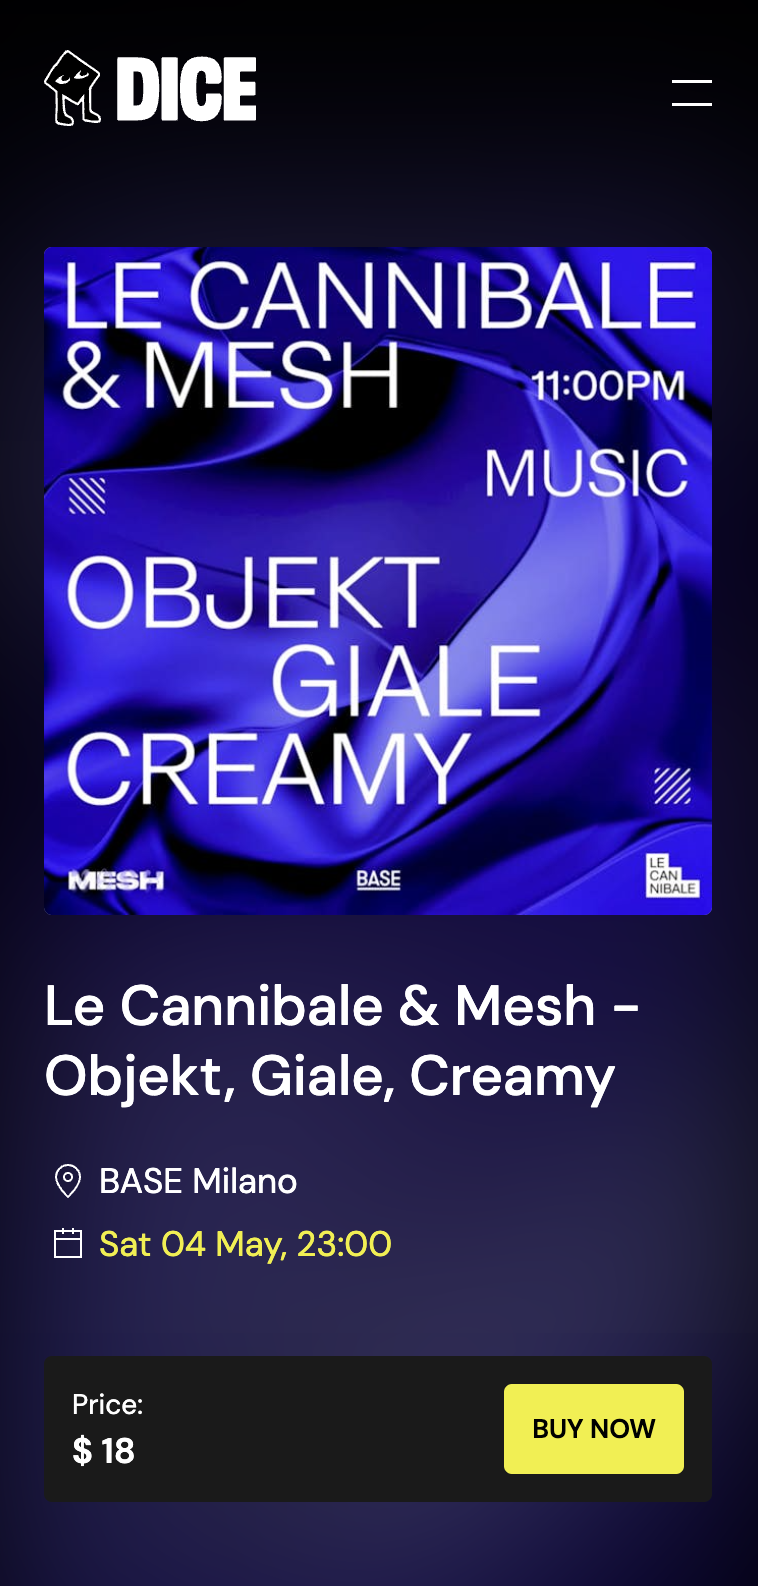 DICE
LE CANNIBALE
& MESH
11:00PM
MUSIC
OBJEKT
GIALE
CREAMY
MESH
BASE
LE
CAN
NIBALE
Le Cannibale & Mesh -
Objekt, Giale, Creamy
BASE Milano
Sat 04 May, 23:00
Price:
$ 18
BUY NOW